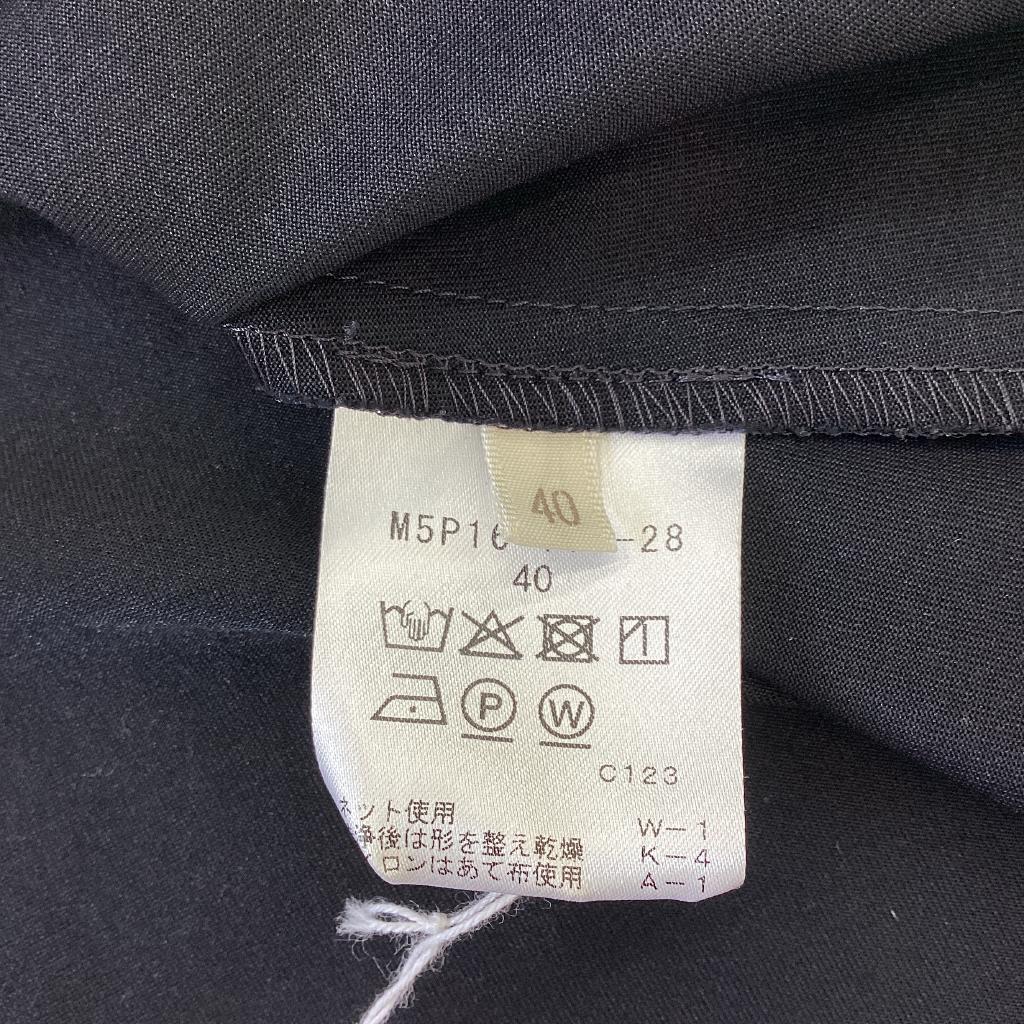 40
M5P16 -28
40
P W
C123
ネット使用 W-1
浄後は形を整え乾燥 K-4
イロンはあて布使用 A-1